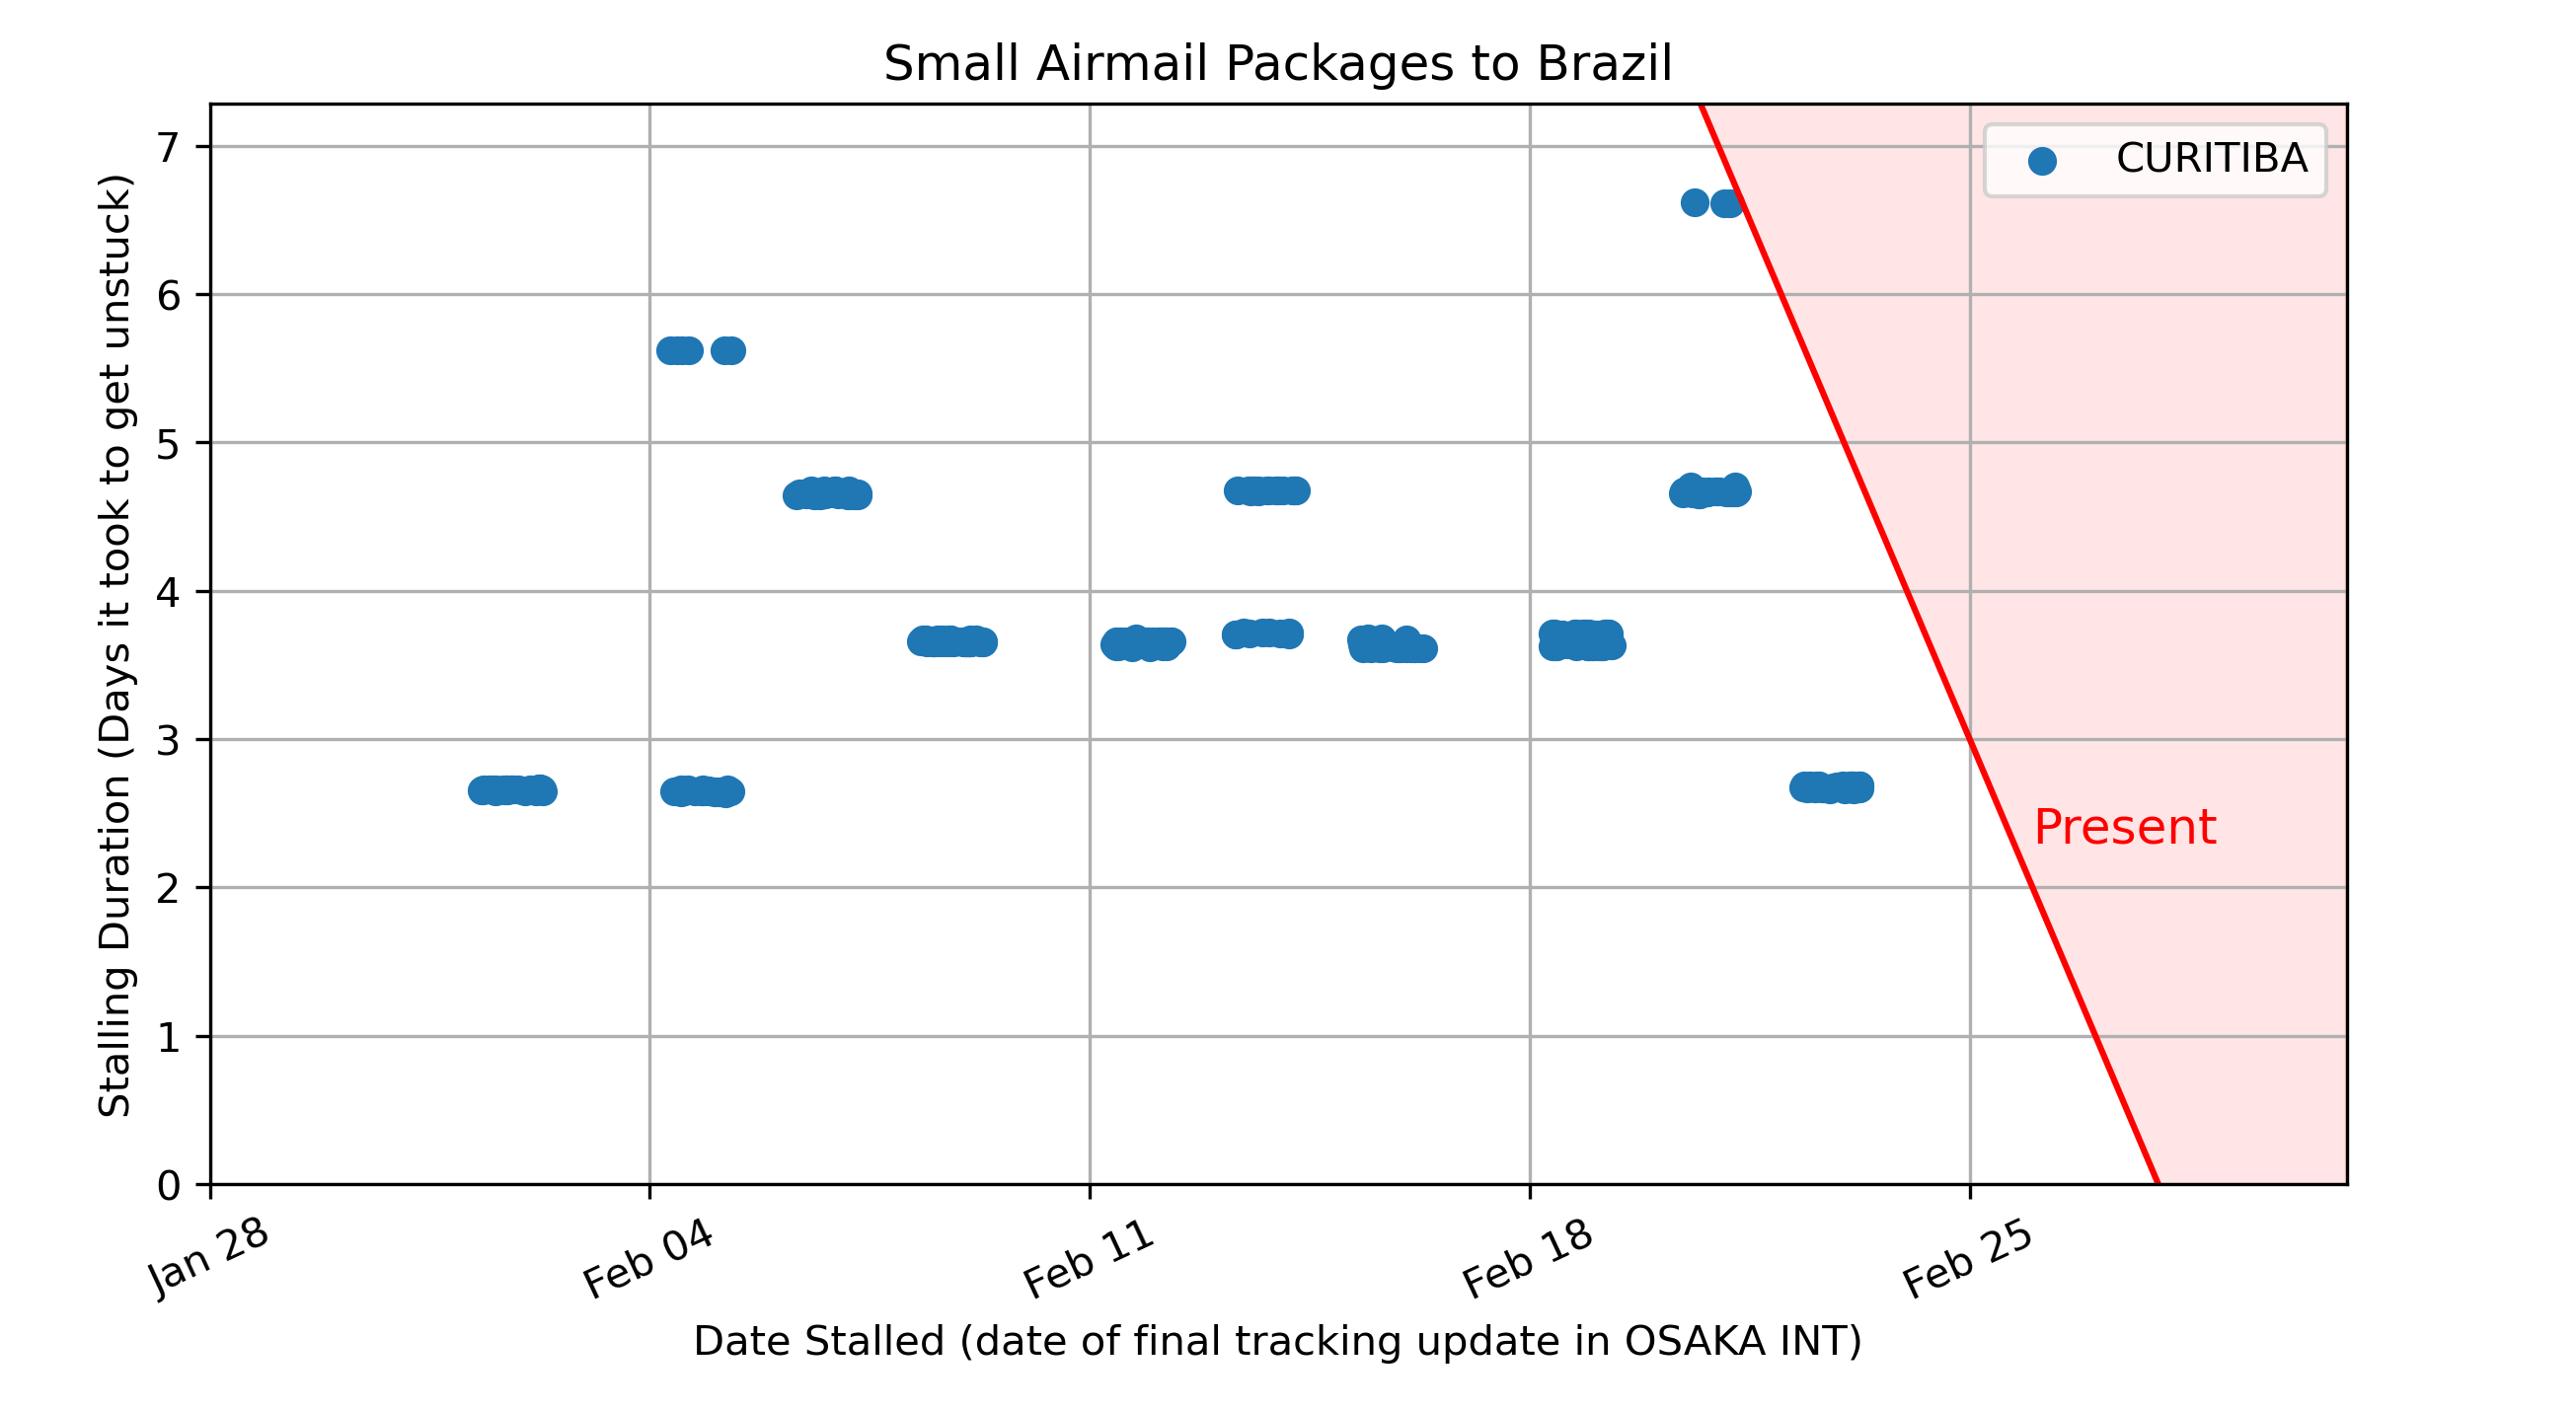 Small Airmail Packages to Brazil
CURITIBA
Stalling Duration (Days it took to get unstuck)
7
6
5
4
3
2
1
0
Present
Jan 28
Feb 04
Feb 11
Feb 18
Feb 25
Date Stalled (date of final tracking update in OSAKA INT)